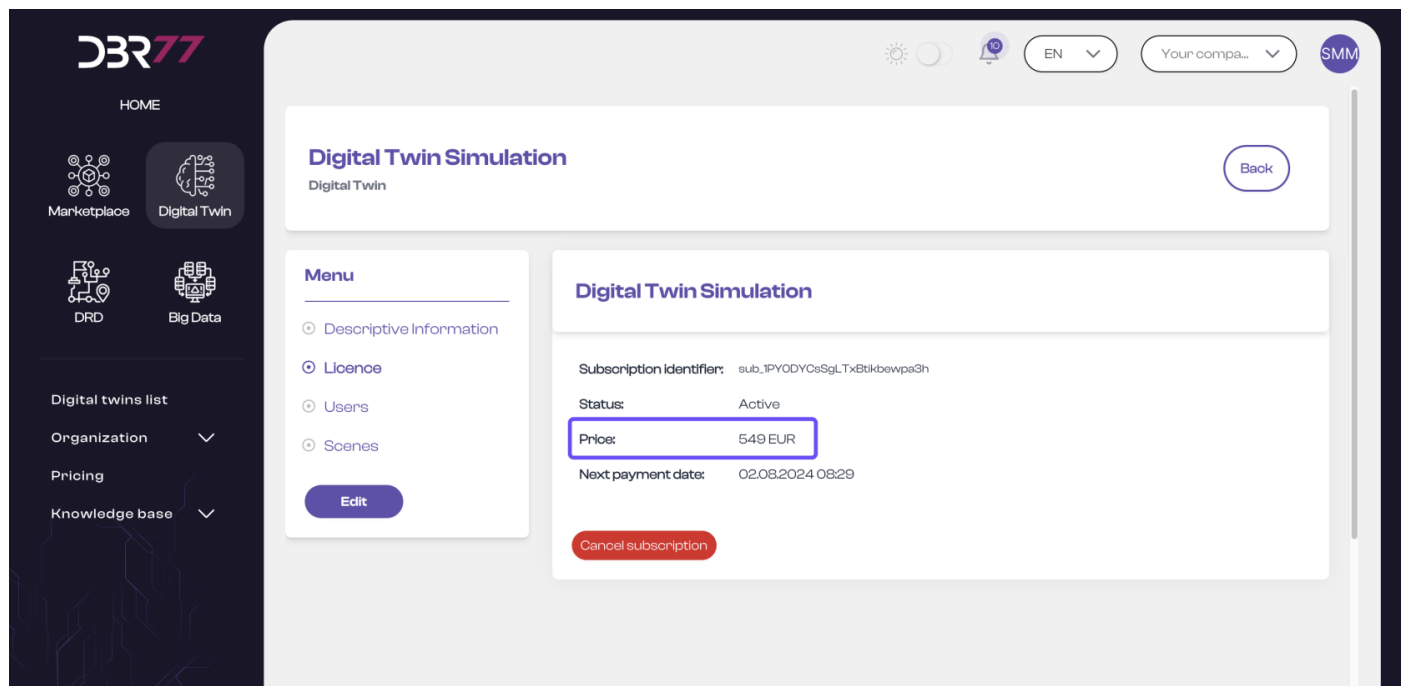 DBR77
HOME
Marketplace
Digital Twin
DRD
Big Data
Digital twins list
Organization
Pricing
Knowledge base
10
EN
Your compa...
SMM
Digital Twin Simulation
Digital Twin
Back
Menu
Descriptive Information
Licence
Users
Scenes
Edit
Digital Twin Simulation
Subscription identifier: sub_1PY0DYCsSgLTxBtikbewpa3h
Status: Active
Price: 549 EUR
Next payment date: 02.08.2024 08:29
Cancel subscription